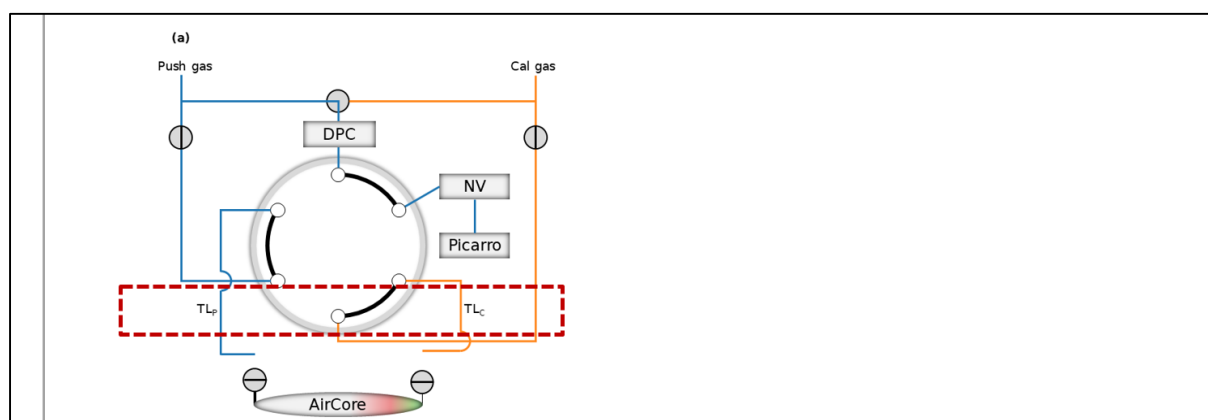 (a)
Push gas
Cal gas
DPC
NV
Picarro
TLP
TLC
AirCore